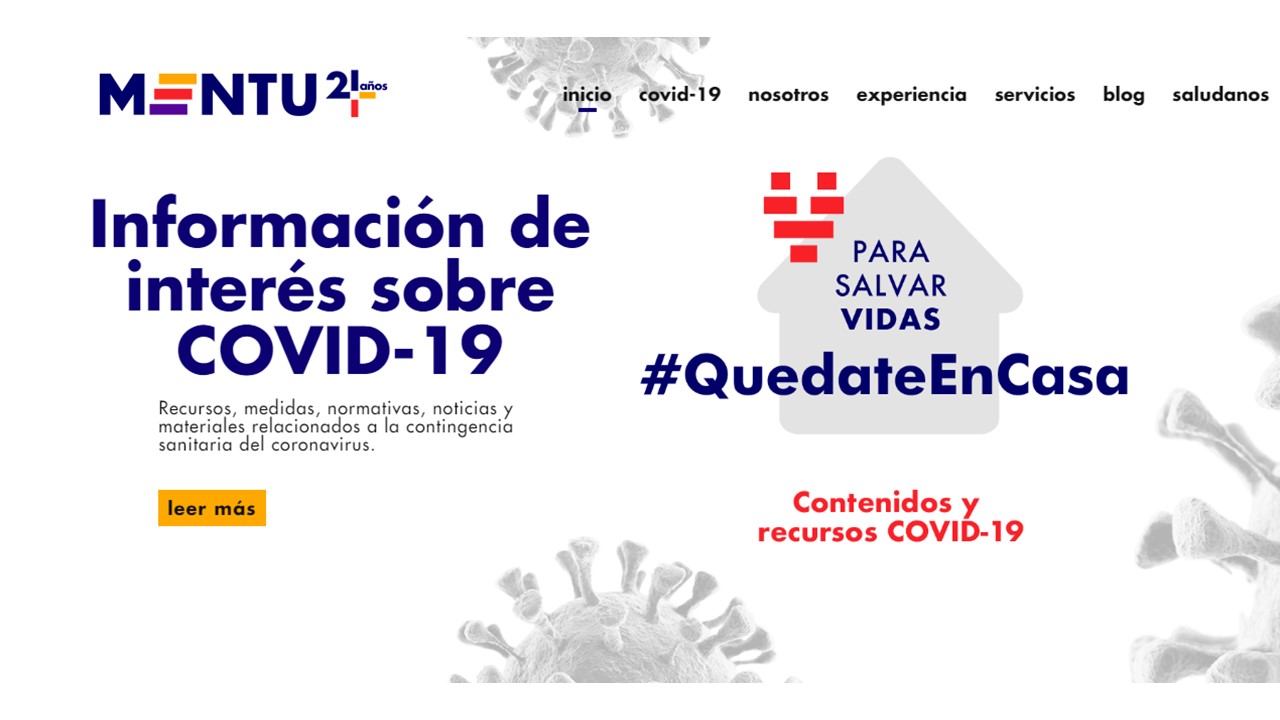 MENTU 21 años
inicio covid-19 nosotros experiencia servicios blog saludanos
Información de
interés sobre
COVID-19
Recursos, medidas, normativas, noticias y
materiales relacionados a la contingencia
sanitaria del coronavirus.
leer más
PARA
SALVAR
VIDAS
#QuedateEnCasa
Contenidos y
recursos COVID-19